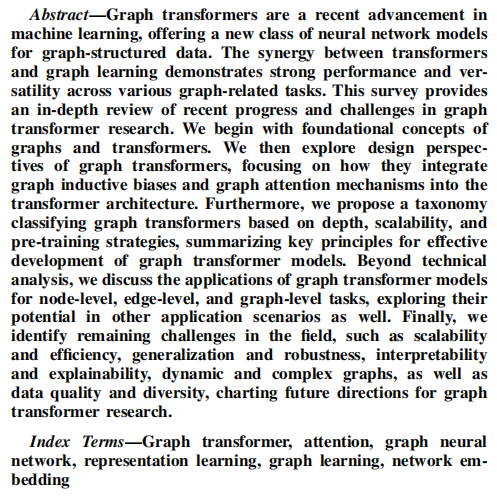 Abstract—Graph transformers are a recent advancement in
machine learning, offering a new class of neural network models
for graph-structured data. The synergy between transformers
and graph learning demonstrates strong performance and ver-
satility across various graph-related tasks. This survey provides
an in-depth review of recent progress and challenges in graph
transformer research. We begin with foundational concepts of
graphs and transformers. We then explore design perspec-
tives of graph transformers, focusing on how they integrate
graph inductive biases and graph attention mechanisms into the
transformer architecture. Furthermore, we propose a taxonomy
classifying graph transformers based on depth, scalability, and
pre-training strategies, summarizing key principles for effective
development of graph transformer models. Beyond technical
analysis, we discuss the applications of graph transformer models
for node-level, edge-level, and graph-level tasks, exploring their
potential in other application scenarios as well. Finally, we
identify remaining challenges in the field, such as scalability
and efficiency, generalization and robustness, interpretability
and explainability, dynamic and complex graphs, as well as
data quality and diversity, charting future directions for graph
transformer research.
Index Terms—Graph transformer, attention, graph neural
network, representation learning, graph learning, network em-
bedding